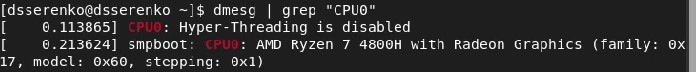 [dsserenko@dsserenko ~]$ dmesg | grep "CPU0"
[    0.113865] CPU0: Hyper-Threading is disabled
[    0.213624] smpboot: CPU0: AMD Ryzen 7 4800H with Radeon Graphics (family: 0x
17, model: 0x60, stepping: 0x1)